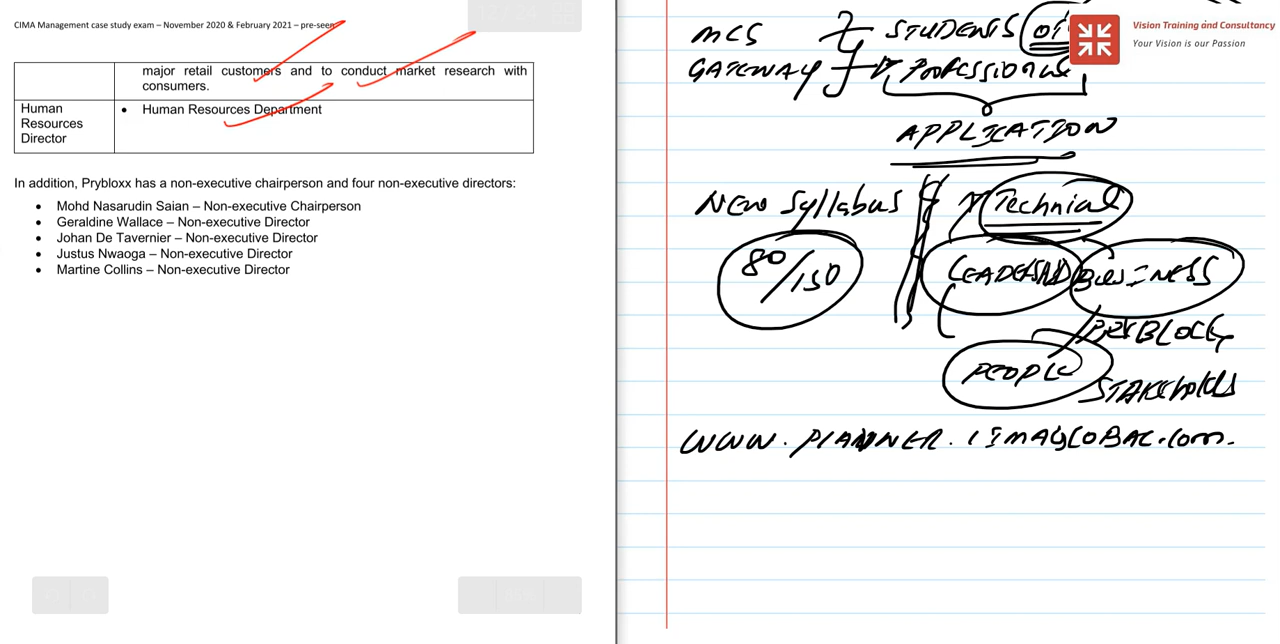 CIMA Management case study exam – November 2020 & February 2021 – pre-seen
major retail customers and to conduct market research with
consumers.
Human
Resources
Director
• Human Resources Department
In addition, Prybloxx has a non-executive chairperson and four non-executive directors:
• Mohd Nasarudin Saian – Non-executive Chairperson
• Geraldine Wallace – Non-executive Director
• Johan De Tavernier – Non-executive Director
• Justus Nwaoga – Non-executive Director
• Martine Collins – Non-executive Director
MCS
GATEWAY
STUDENTS
PROFESSIONALS
Vision Training and Consultancy
Your Vision is our Passion
APPLICATION
New Syllabus
Technical
80/150
BUSINESS
PEOPLE